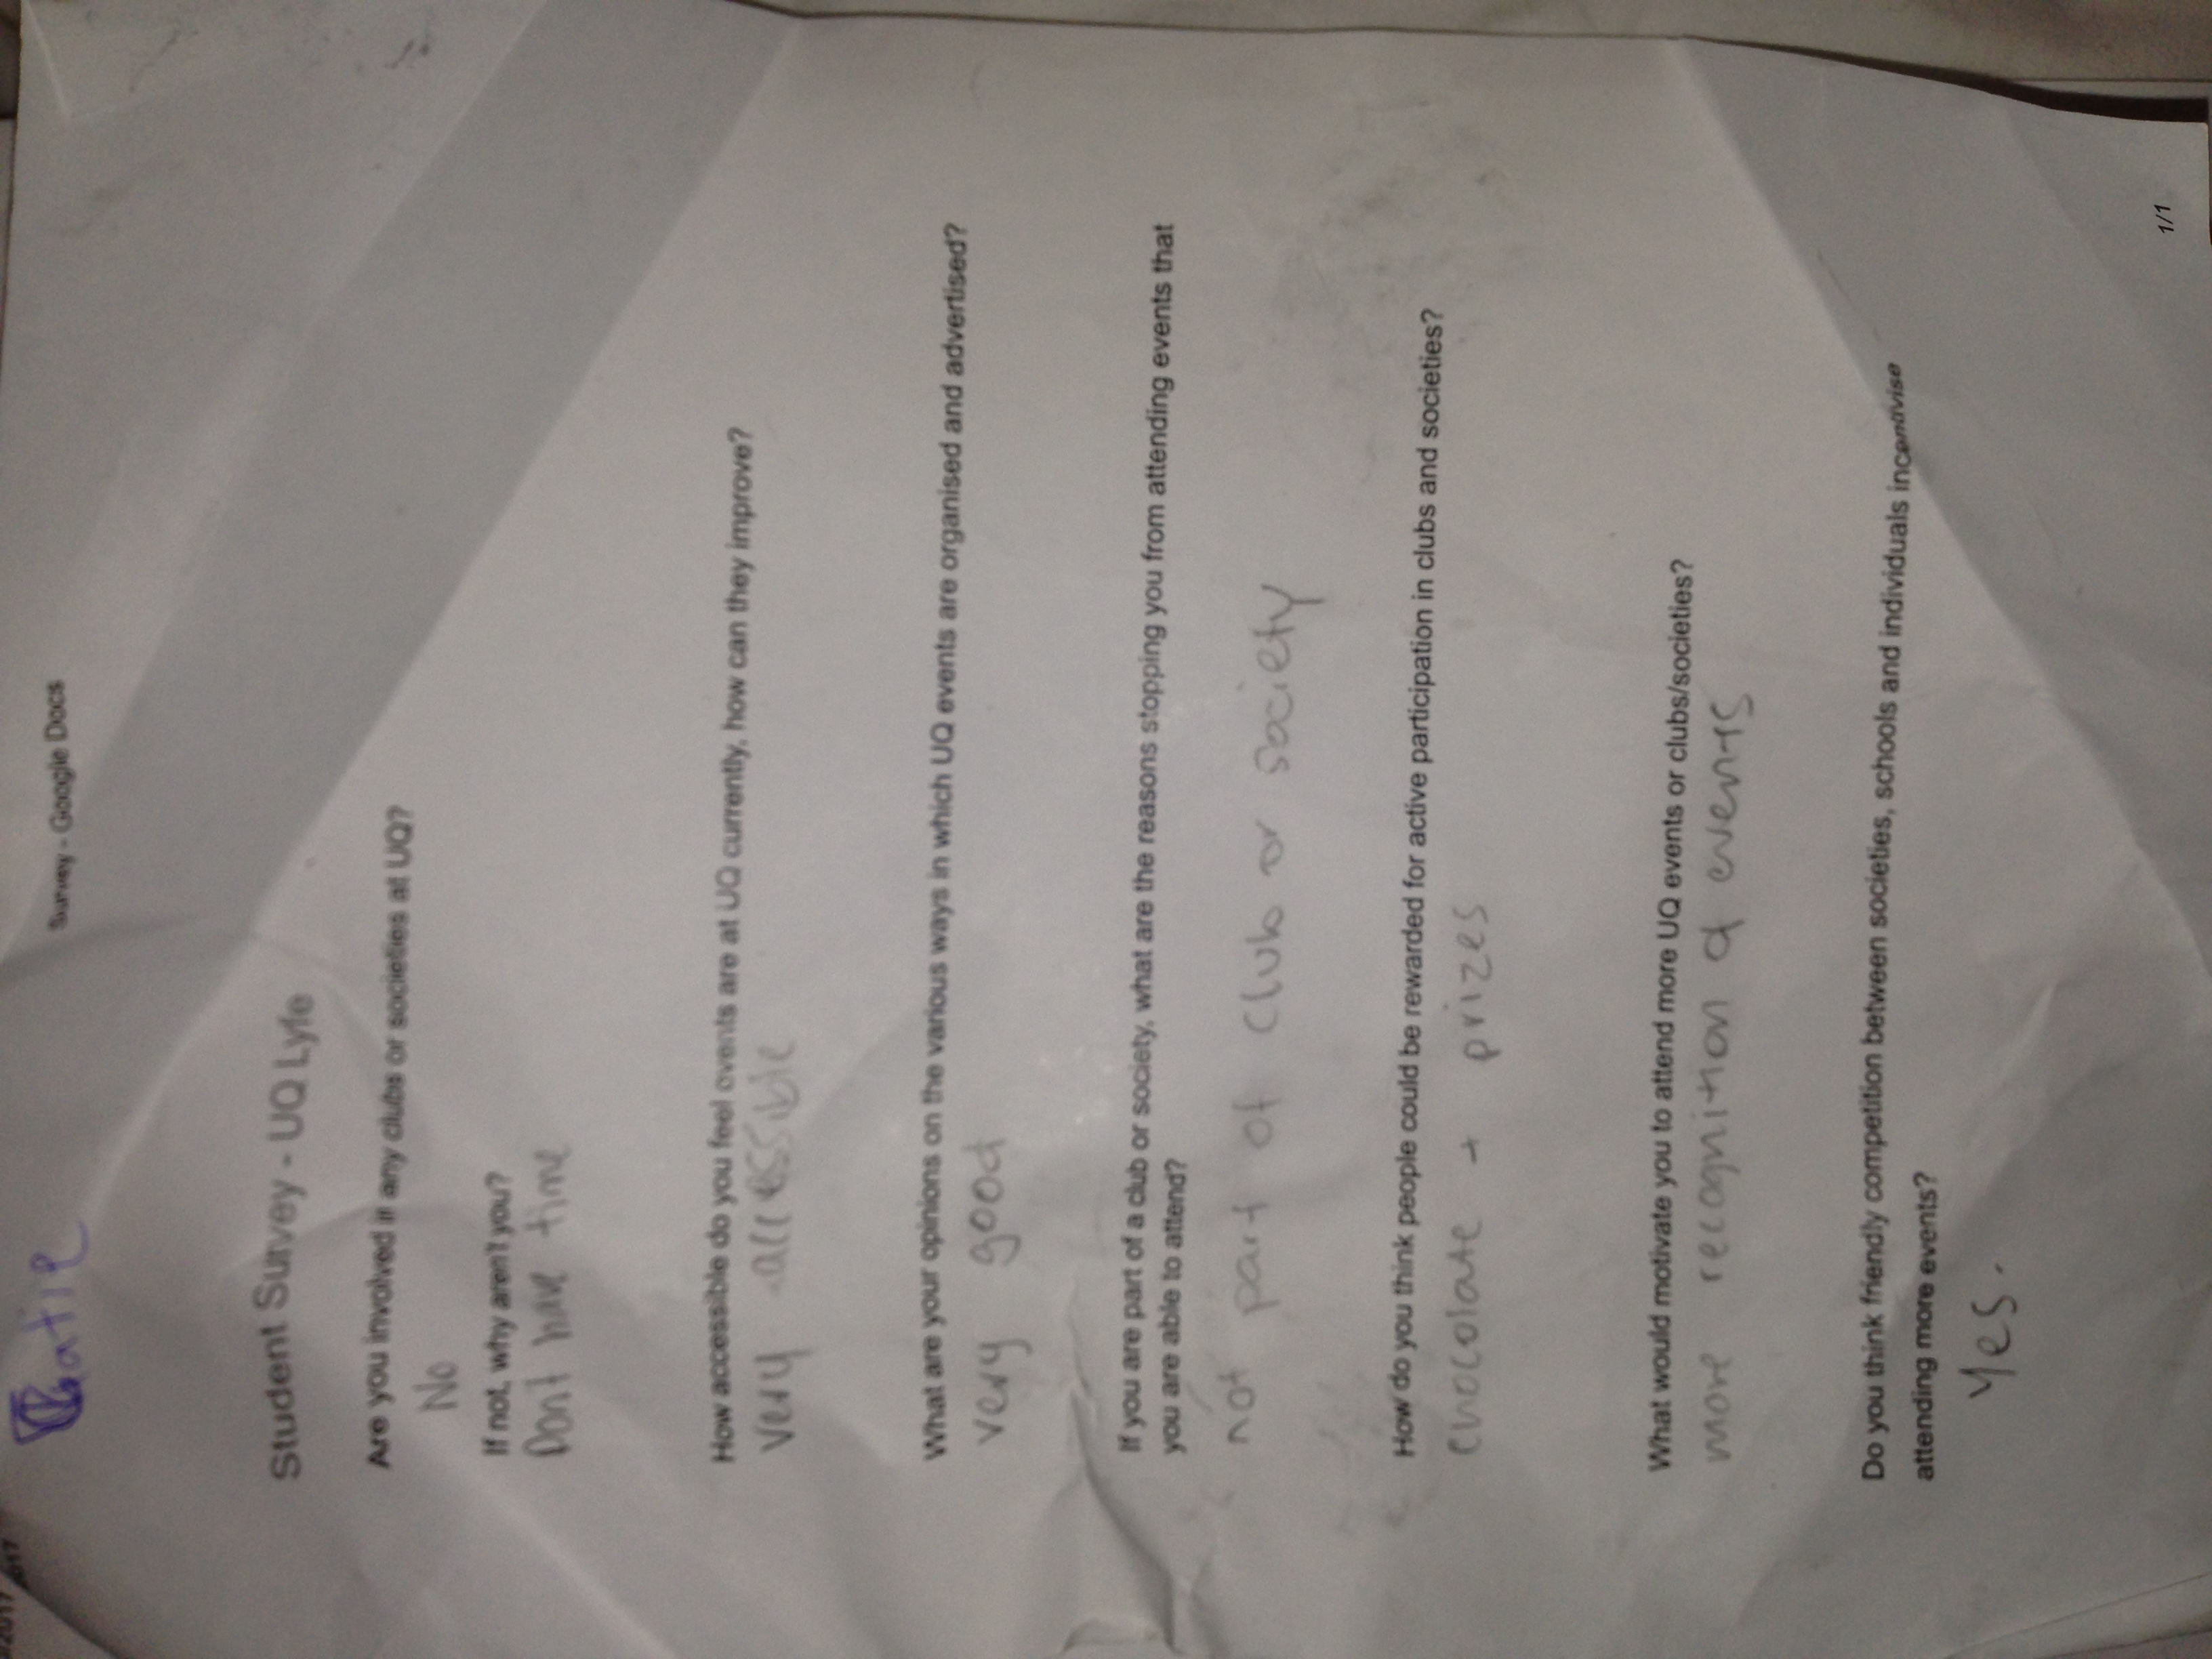 Survey - Google Docs
Student Survey - UQ Lyfe
Are you involved if any clubs or societies at UQ?
No
If not, why aren't you?
Dont have time
How accessible do you feel events are at UQ currently, how can they improve?
very accessible
What are your opinions on the various ways in which UQ events are organised and advertised?
very good
If you are part of a club or society, what are the reasons stopping you from attending events that
you are able to attend?
not part of club or society
How do you think people could be rewarded for active participation in clubs and societies?
chocolate + prizes
What would motivate you to attend more UQ events or clubs/societies?
more recognition of events
Do you think friendly competition between societies, schools and individuals incentivise
attending more events?
Yes.
1/1